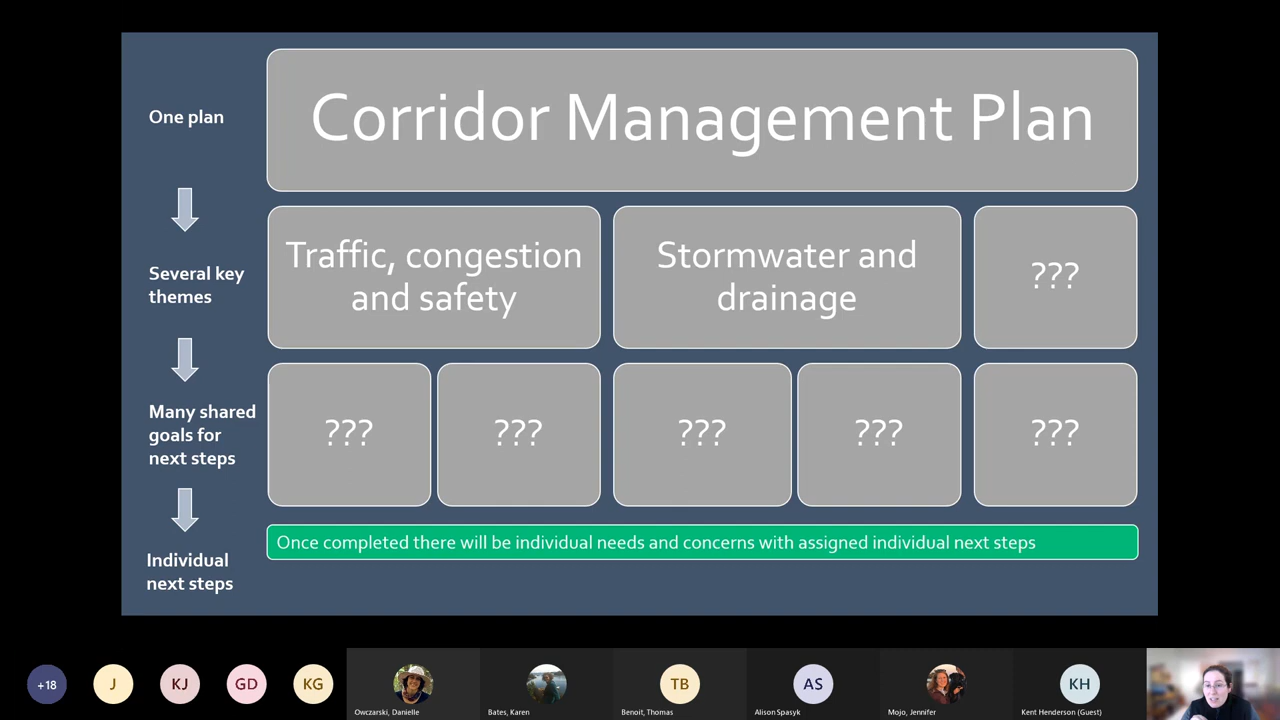 One plan
Corridor Management Plan
Several key
themes
Traffic, congestion
and safety
Stormwater and
drainage
???
Many shared
goals for
next steps
???
???
???
???
???
Individual
next steps
Once completed there will be individual needs and concerns with assigned individual next steps
+18
J
KJ
GD
KG
Owczarski, Danielle
Bates, Karen
TB
Benoit, Thomas
AS
Alison Spasyk
Mojo, Jennifer
KH
Kent Henderson (Guest)